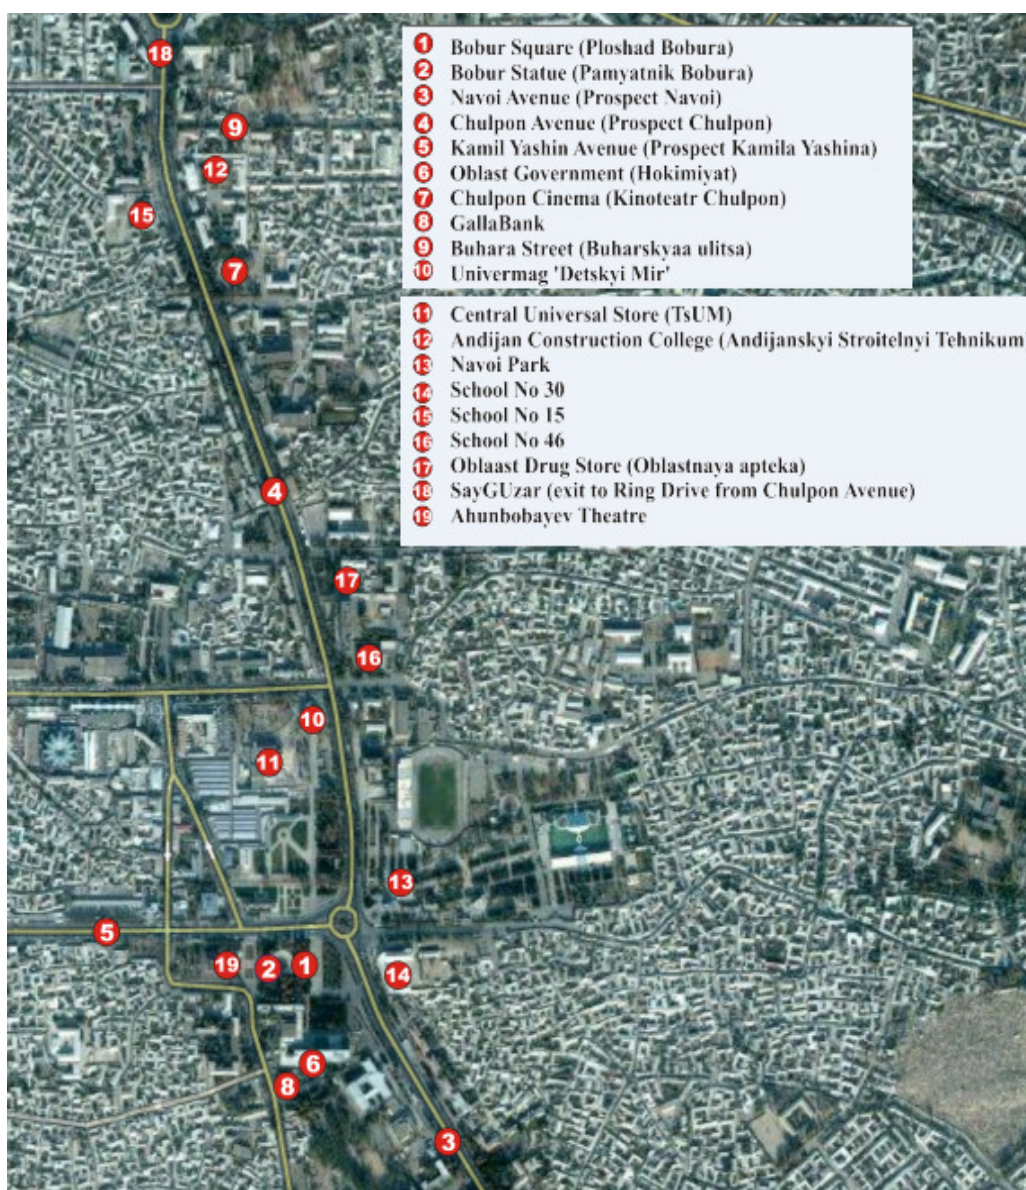 1 Bobur Square (Ploshad Bobura)
2 Bobur Statue (Pamyatnik Bobura)
3 Navoi Avenue (Prospect Navoi)
4 Chulpon Avenue (Prospect Chulpon)
5 Kamil Yashin Avenue (Prospect Kamila Yashina)
6 Oblast Government (Hokimiyat)
7 Chulpon Cinema (Kinoteatr Chulpon)
8 GallaBank
9 Buhara Street (Buharskyaa ulitsa)
10 Univermag 'Detskyi Mir'
11 Central Universal Store (TsUM)
12 Andijan Construction College (Andijanskyi Stroitelnyi Tehnikum
13 Navoi Park
14 School No 30
15 School No 15
16 School No 46
17 Oblaast Drug Store (Oblastnaya apteka)
18 SayGUzar (exit to Ring Drive from Chulpon Avenue)
19 Ahunbobayev Theatre
18
9
12
15
7
4
17
16
10
11
13
5
19
2
1
14
6
8
3